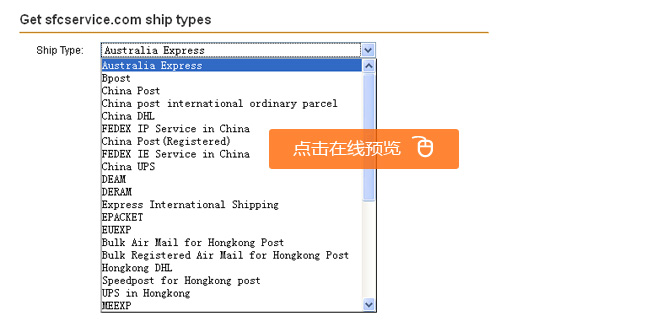 Get sfcservice.com ship types
Ship Type: Australia Express
Australia Express
Bpost
China Post
China post international ordinary parcel
China DHL
FEDEX IP Service in China
China Post(Registered)
FEDEX IE Service in China
China UPS
DEAM
DERAM
Express International Shipping
EPACKET
EUEXP
Bulk Air Mail for Hongkong Post
Bulk Registered Air Mail for Hongkong Post
Hongkong DHL
Speedpost for Hongkong post
UPS in Hongkong
MEEXP
点击在线预览